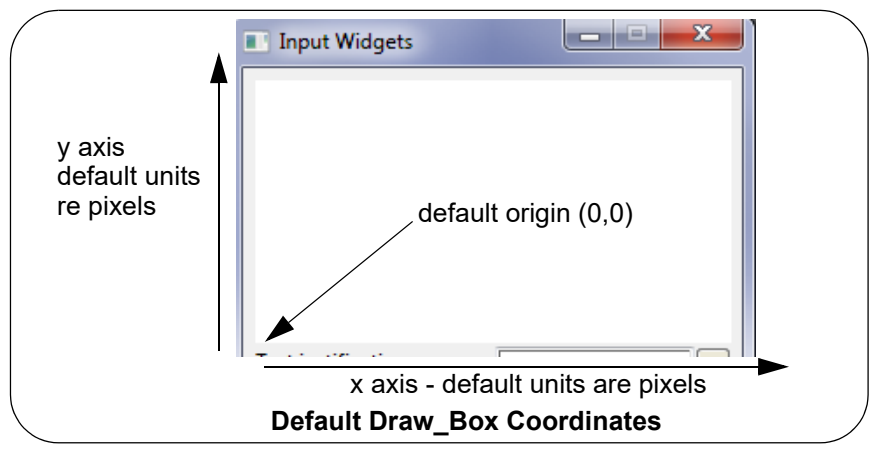 Input Widgets
y axis
default units
re pixels
default origin (0,0)
x axis - default units are pixels
Default Draw_Box Coordinates